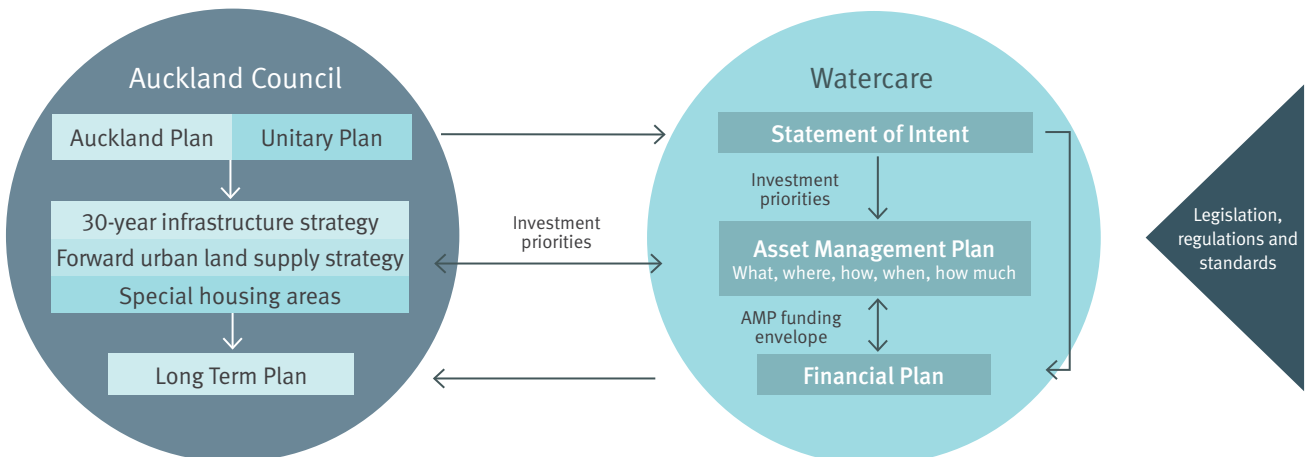 Auckland Council
Auckland Plan
Unitary Plan
30-year infrastructure strategy
Forward urban land supply strategy
Special housing areas
Long Term Plan
Investment
priorities
Watercare
Statement of Intent
Investment
priorities
Asset Management Plan
What, where, how, when, how much
AMP funding
envelope
Financial Plan
Legislation,
regulations and
standards